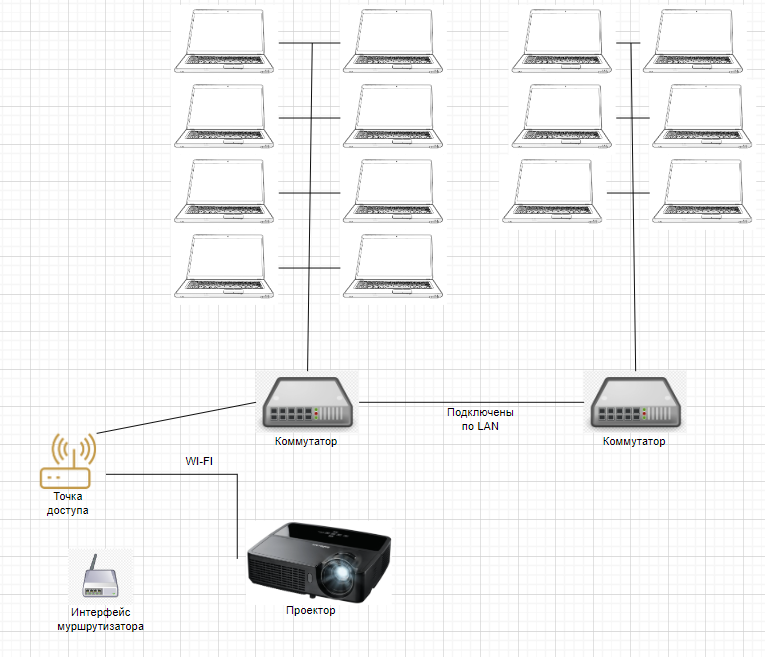 Подключены
по LAN
Коммутатор
Коммутатор
WI-FI
Точка
доступа
Интерфейс
муршрутизатора
Проектор